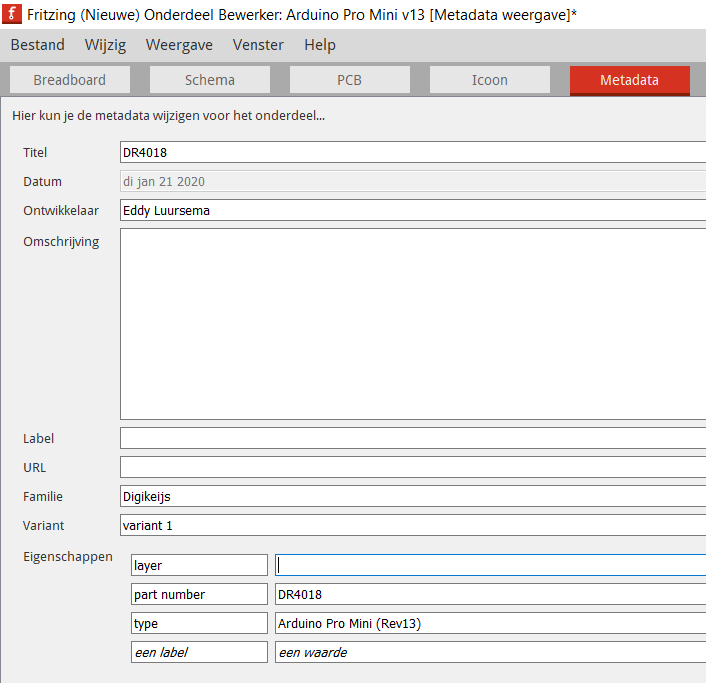 Fritzing (Nieuwe) Onderdeel Bewerker: Arduino Pro Mini v13 [Metadata weergave]*
Bestand Wijzig Weergave Venster Help
Breadboard Schema PCB Icoon Metadata
Hier kun je de metadata wijzigen voor het onderdeel...
Titel DR4018
Datum di jan 21 2020
Ontwikkelaar Eddy Luursema
Omschrijving
Label
URL
Familie Digikeijs
Variant variant 1
Eigenschappen
layer
part number DR4018
type Arduino Pro Mini (Rev13)
een label een waarde